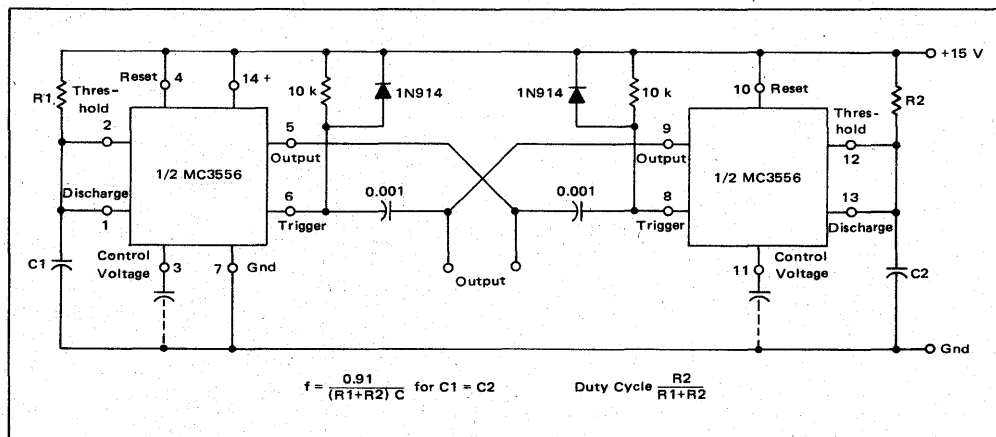 +15 V
R1
Thres-
hold
2
Reset
4
14 +
10 k
1N914
1N914
10 k
10
Reset
Thres-
hold
12
R2
1/2 MC3556
5
Output
9
Output
1/2 MC3556
Discharge
1
6
Trigger
0.001
0.001
8
Trigger
13
Discharge
C1
Control
Voltage
3
7
Gnd
Output
11
Control
Voltage
C2
Gnd
f = 0.91
(R1+R2) C
for C1 = C2
Duty Cycle R2
R1+R2